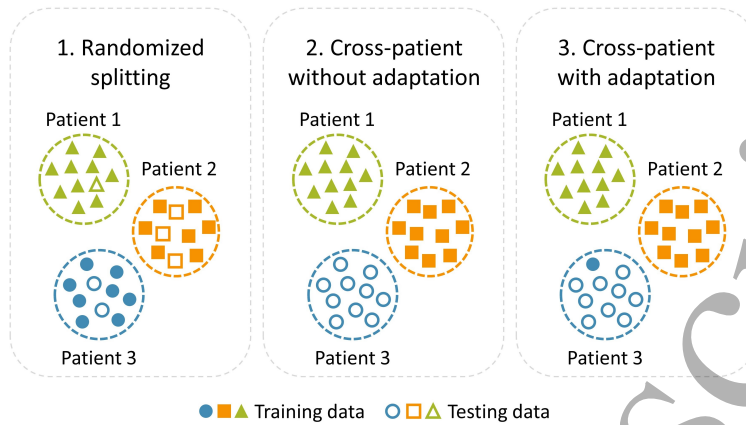 1. Randomized
splitting
Patient 1
Patient 2
Patient 3
2. Cross-patient
without adaptation
Patient 1
Patient 2
Patient 3
3. Cross-patient
with adaptation
Patient 1
Patient 2
Patient 3
Training data
Testing data